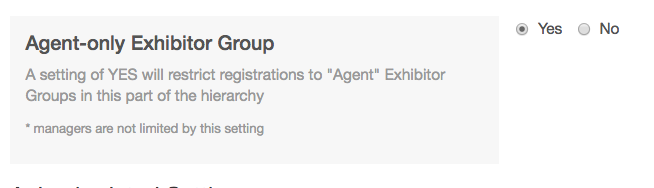 Agent-only Exhibitor Group
Yes No
A setting of YES will restrict registrations to "Agent" Exhibitor
Groups in this part of the hierarchy
* managers are not limited by this setting